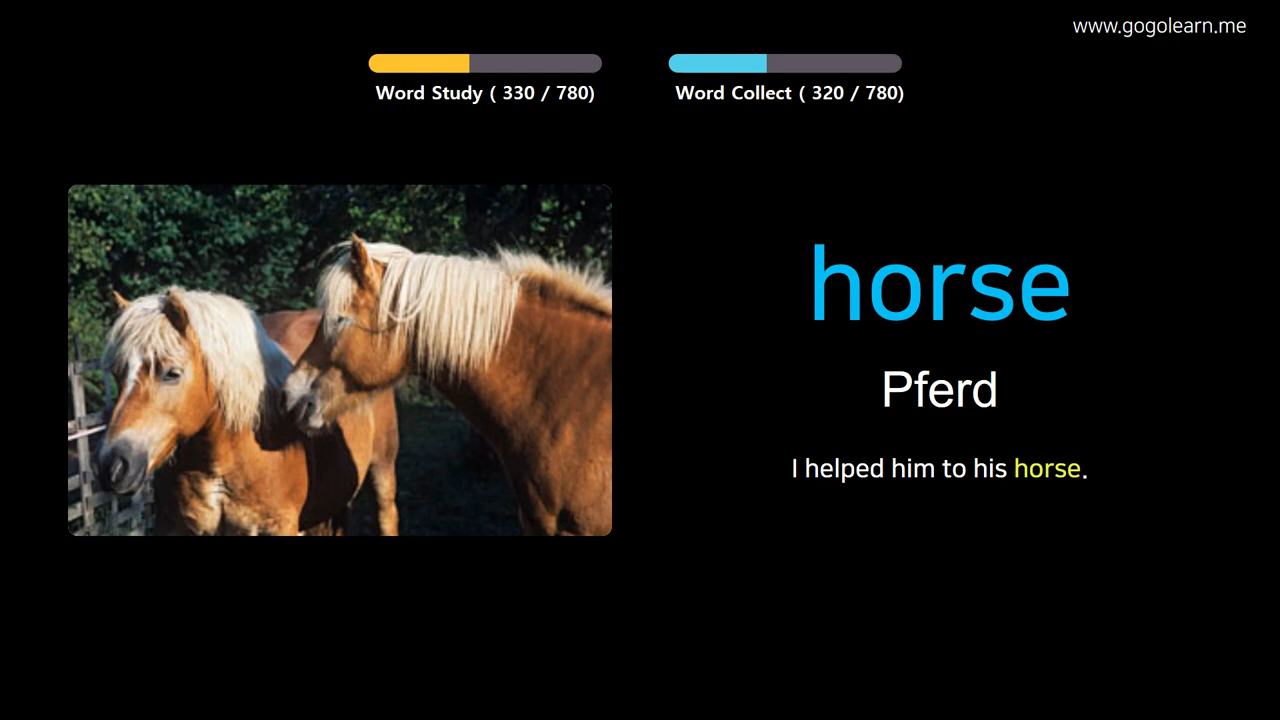 www.gogolearn.me
Word Study ( 330 / 780)
Word Collect ( 320 / 780)
horse
Pferd
I helped him to his horse.